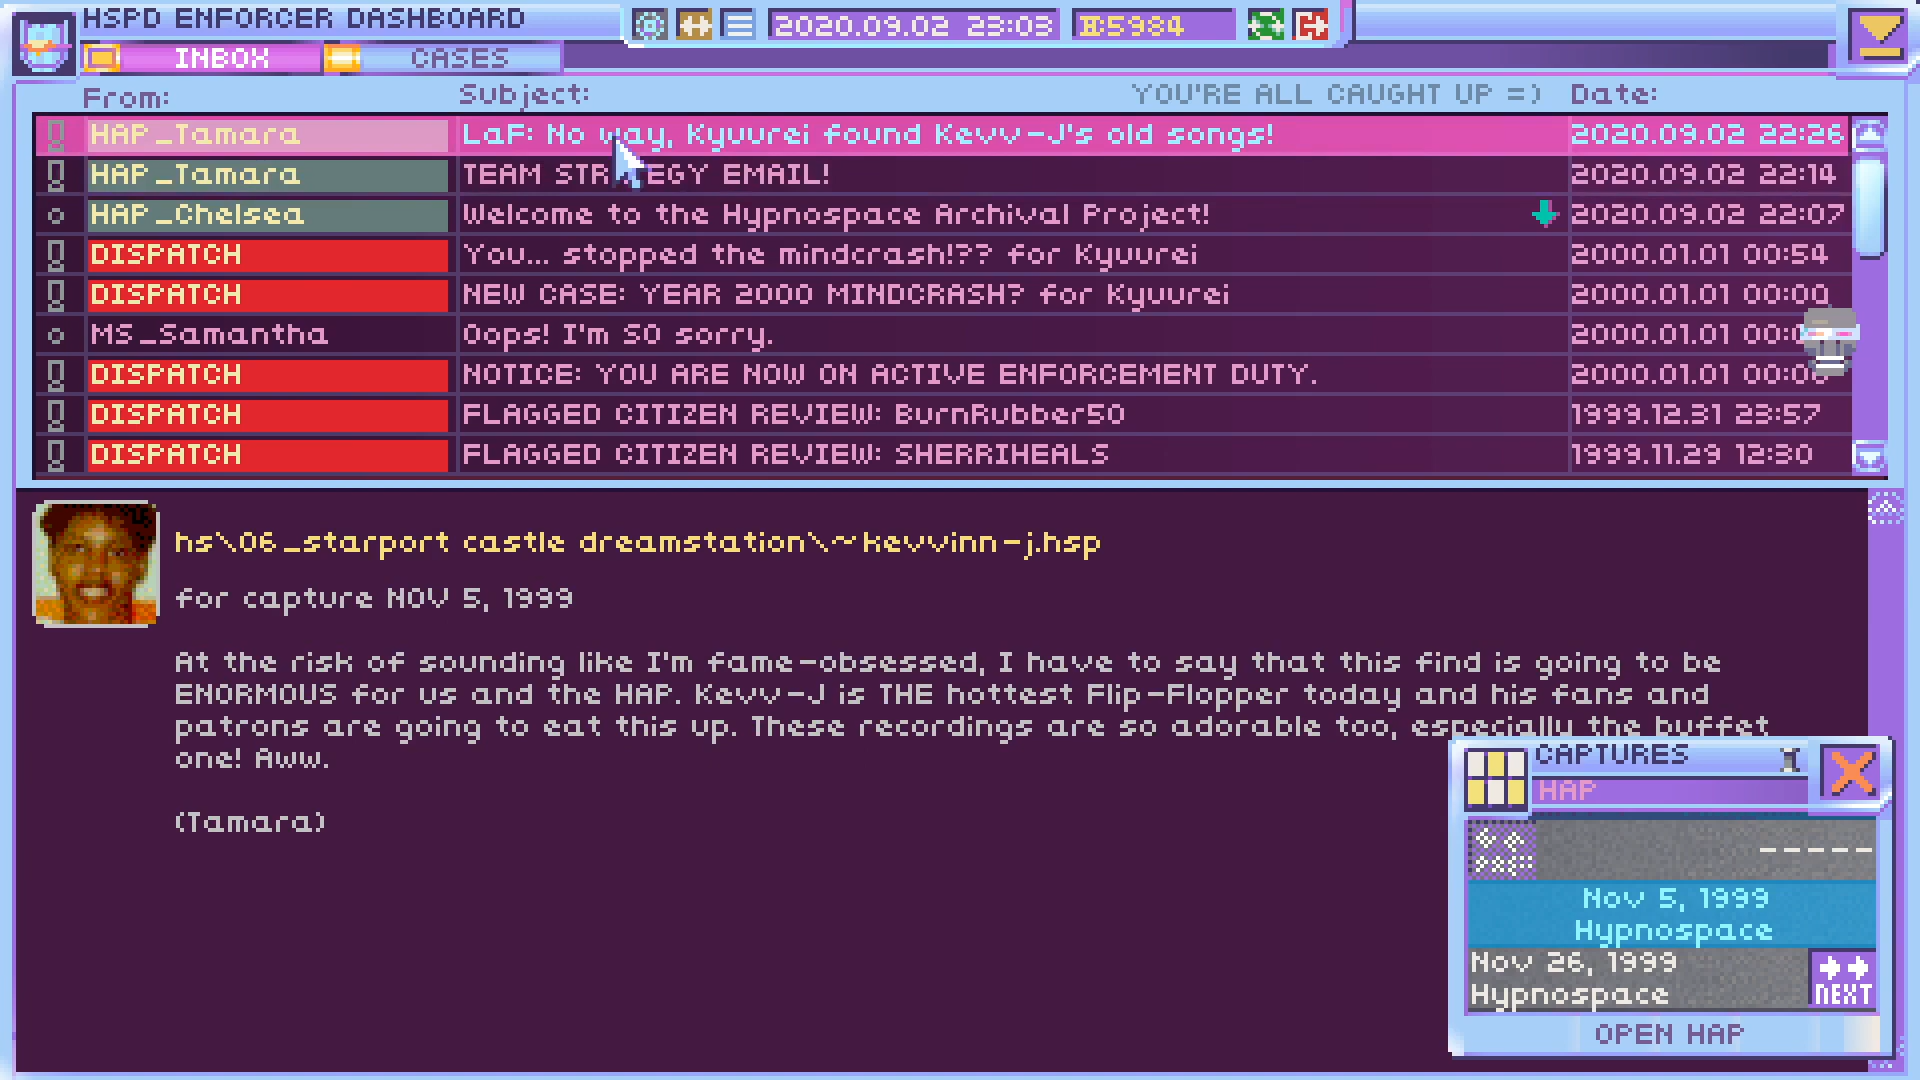 HSPD ENFORCER DASHBOARD
2020.09.02 23:03
5984
INBOX
CASES
From:
Subject:
YOU'RE ALL CAUGHT UP =)
Date:
HAP_Tamara
LaF: No way, Kyuurei found Kevv-J's old songs!
2020.09.02 22:26
HAP_Tamara
TEAM EMAIL!
2020.09.02 22:14
HAP_Chelsea
Welcome to the Hypnospace Archival Project!
2020.09.02 22:07
DISPATCH
You... stopped the mindcrash!?? for Kyuurei
2000.01.01 00:54
DISPATCH
NEW CASE: YEAR 2000 MINDCRASH? for Kyuurei
2000.01.01 00:00
MS_Samantha
Oops! I'm SO sorry.
2000.01.01
DISPATCH
NOTICE: YOU ARE NOW ON ACTIVE ENFORCEMENT DUTY.
2000.01.01
DISPATCH
FLAGGED CITIZEN REVIEW: BurnRubber50
1999.12.31 23:57
DISPATCH
FLAGGED CITIZEN REVIEW: SHERRIHEALS
1999.11.29 12:30
hs\06_starport castle dreamstation\~kevvinn-j.hsp
for capture NOV 5, 1999
At the risk of sounding like I'm fame-obsessed, I have to say that this find is going to be
ENORMOUS for us and the HAP. Kevv-J is THE hottest Flip-Flopper today and his fans and
patrons are going to eat this up. These recordings are so adorable too, especially the buffet
one! Aww.
(Tamara)
CAPTURES
HAP
-----
Nov 5, 1999
Hypnospace
Nov 26, 1999
Hypnospace
NEXT
OPEN HAP